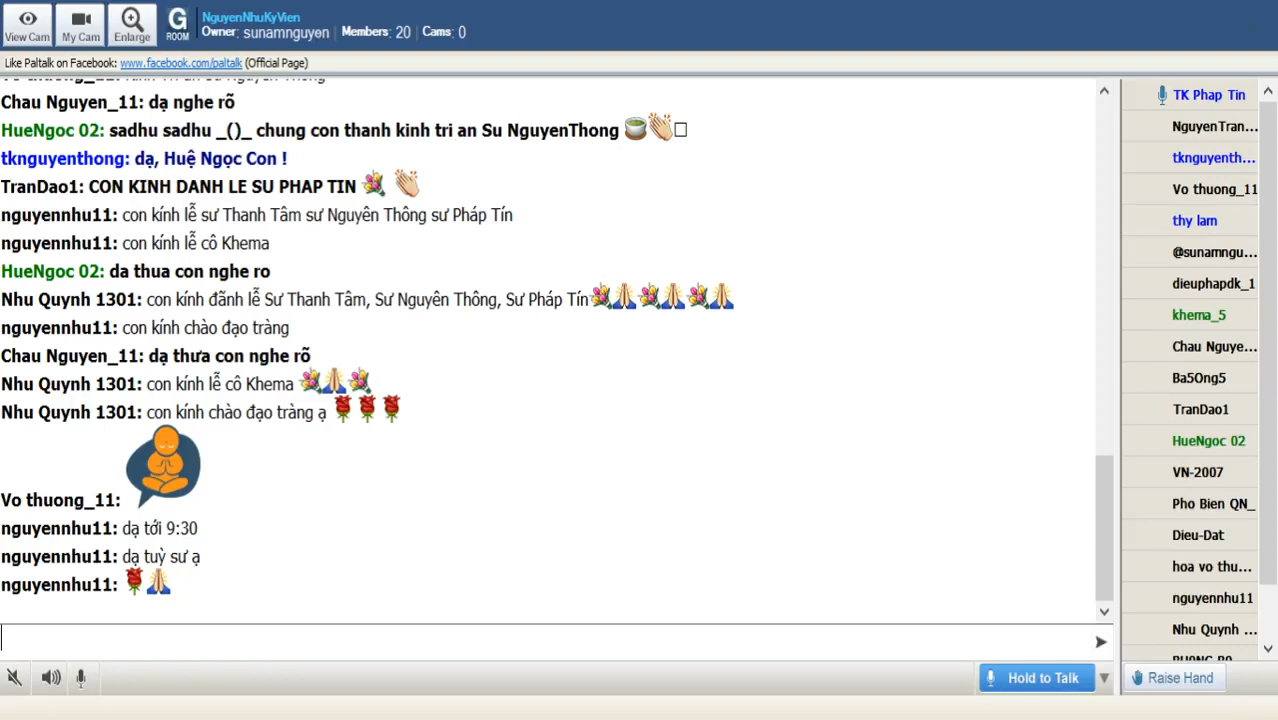 View Cam
My Cam
Enlarge
G
ROOM
NguyenNhuKyVien
Owner: sunamnguyen
Members: 20
Cams: 0
Like Paltalk on Facebook: www.facebook.com/paltalk (Official Page)
Chau Nguyen_11: dạ nghe rõ
HueNgoc 02: sadhu sadhu _()_ chung con thanh kinh tri an Su NguyenThong 🍵👏□
tknguyenthong: dạ, Huệ Ngọc Con !
TranDao1: CON KINH DANH LE SU PHAP TIN 💐 👏
nguyennhu11: con kính lễ sư Thanh Tâm sư Nguyên Thông sư Pháp Tín
nguyennhu11: con kính lễ cô Khema
HueNgoc 02: da thua con nghe ro
Nhu Quynh 1301: con kính đãnh lễ Sư Thanh Tâm, Sư Nguyên Thông, Sư Pháp Tín💐🙏💐🙏💐🙏
nguyennhu11: con kính chào đạo tràng
Chau Nguyen_11: dạ thưa con nghe rõ
Nhu Quynh 1301: con kính lễ cô Khema 💐🙏💐
Nhu Quynh 1301: con kính chào đạo tràng ạ 🌹🌹🌹
Vo thuong_11:
nguyennhu11: dạ tới 9:30
nguyennhu11: dạ tuỳ sư ạ
nguyennhu11: 🌹🙏
Hold to Talk
TK Phap Tin
NguyenTran...
tknguyenth...
Vo thuong_11
thy lam
@sunamngu...
dieuphapdk_1
khema_5
Chau Nguye...
Ba5Ong5
TranDao1
HueNgoc 02
VN-2007
Pho Bien QN_
Dieu-Dat
hoa vo thu...
nguyennhu11
Nhu Quynh ...
Raise Hand